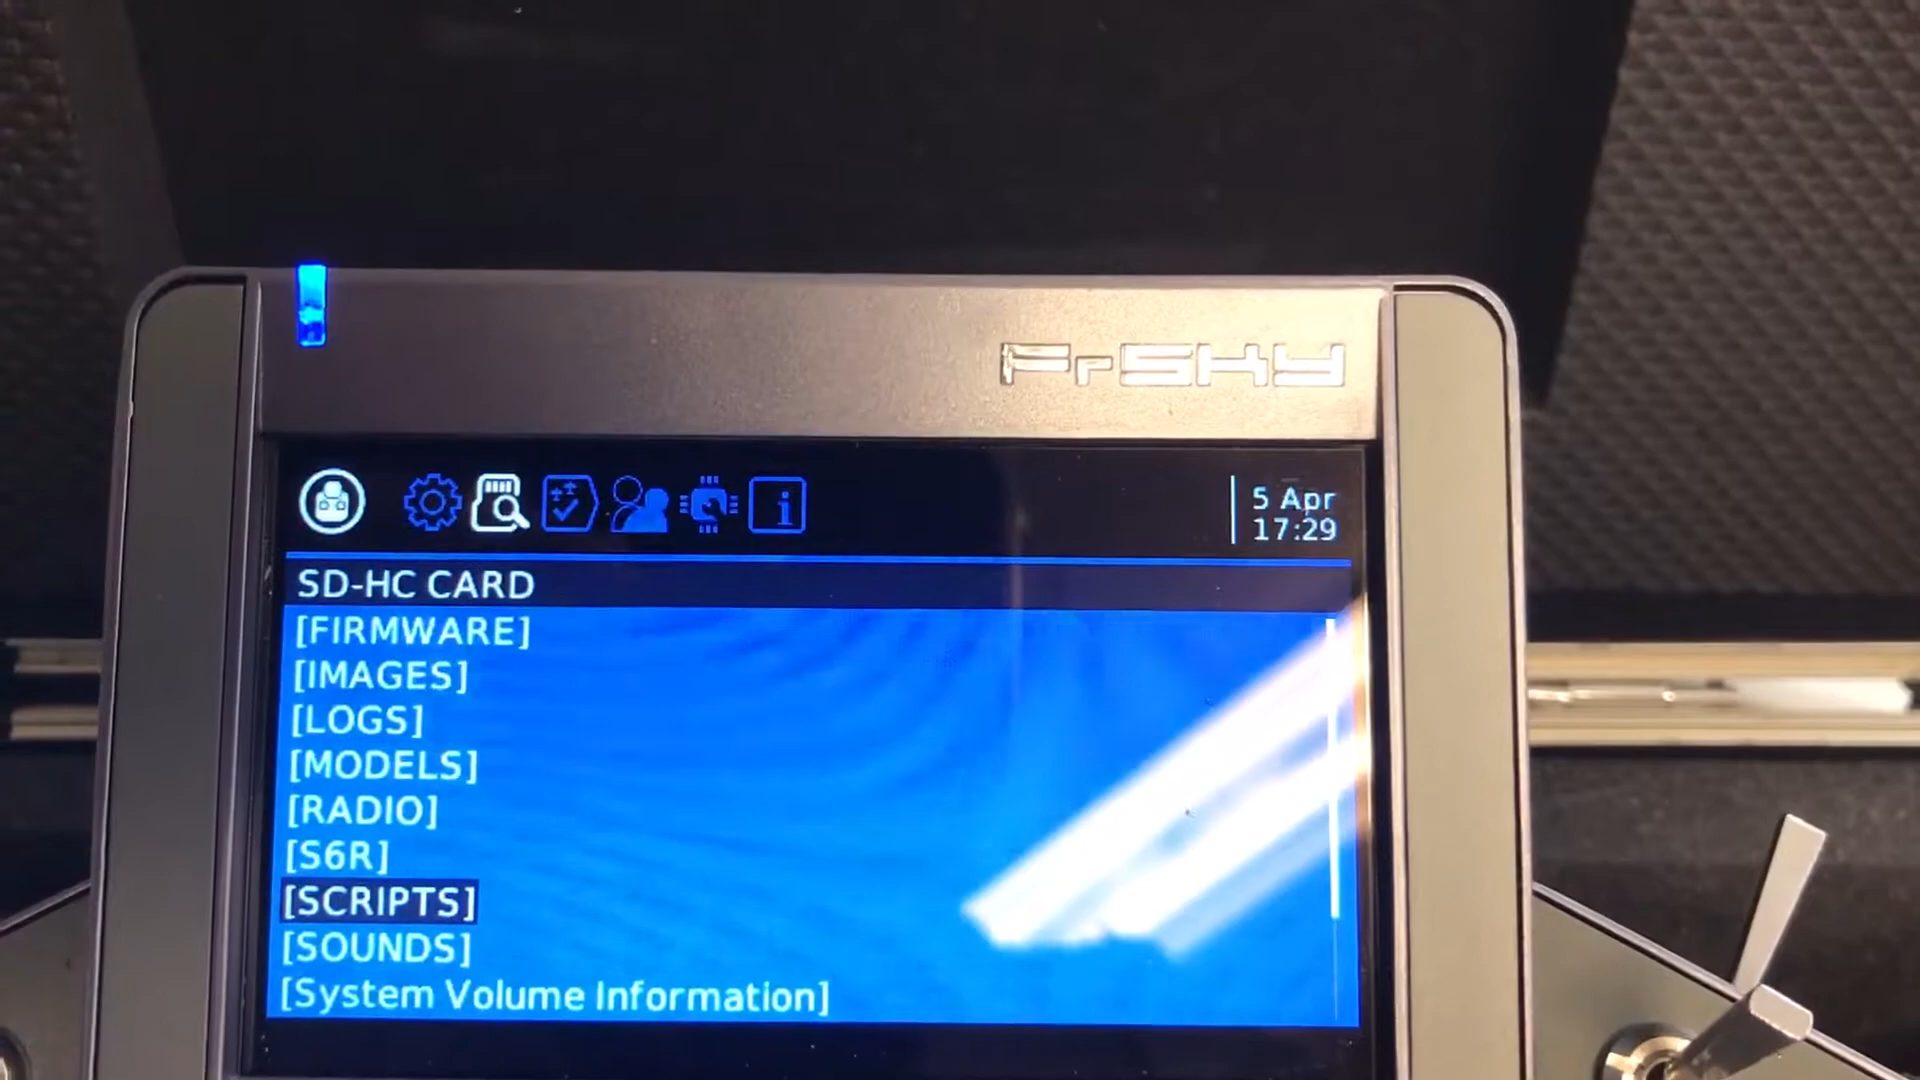 FrSKY
5 Apr
17:29
SD-HC CARD
[FIRMWARE]
[IMAGES]
[LOGS]
[MODELS]
[RADIO]
[S6R]
[SCRIPTS]
[SOUNDS]
[System Volume Information]